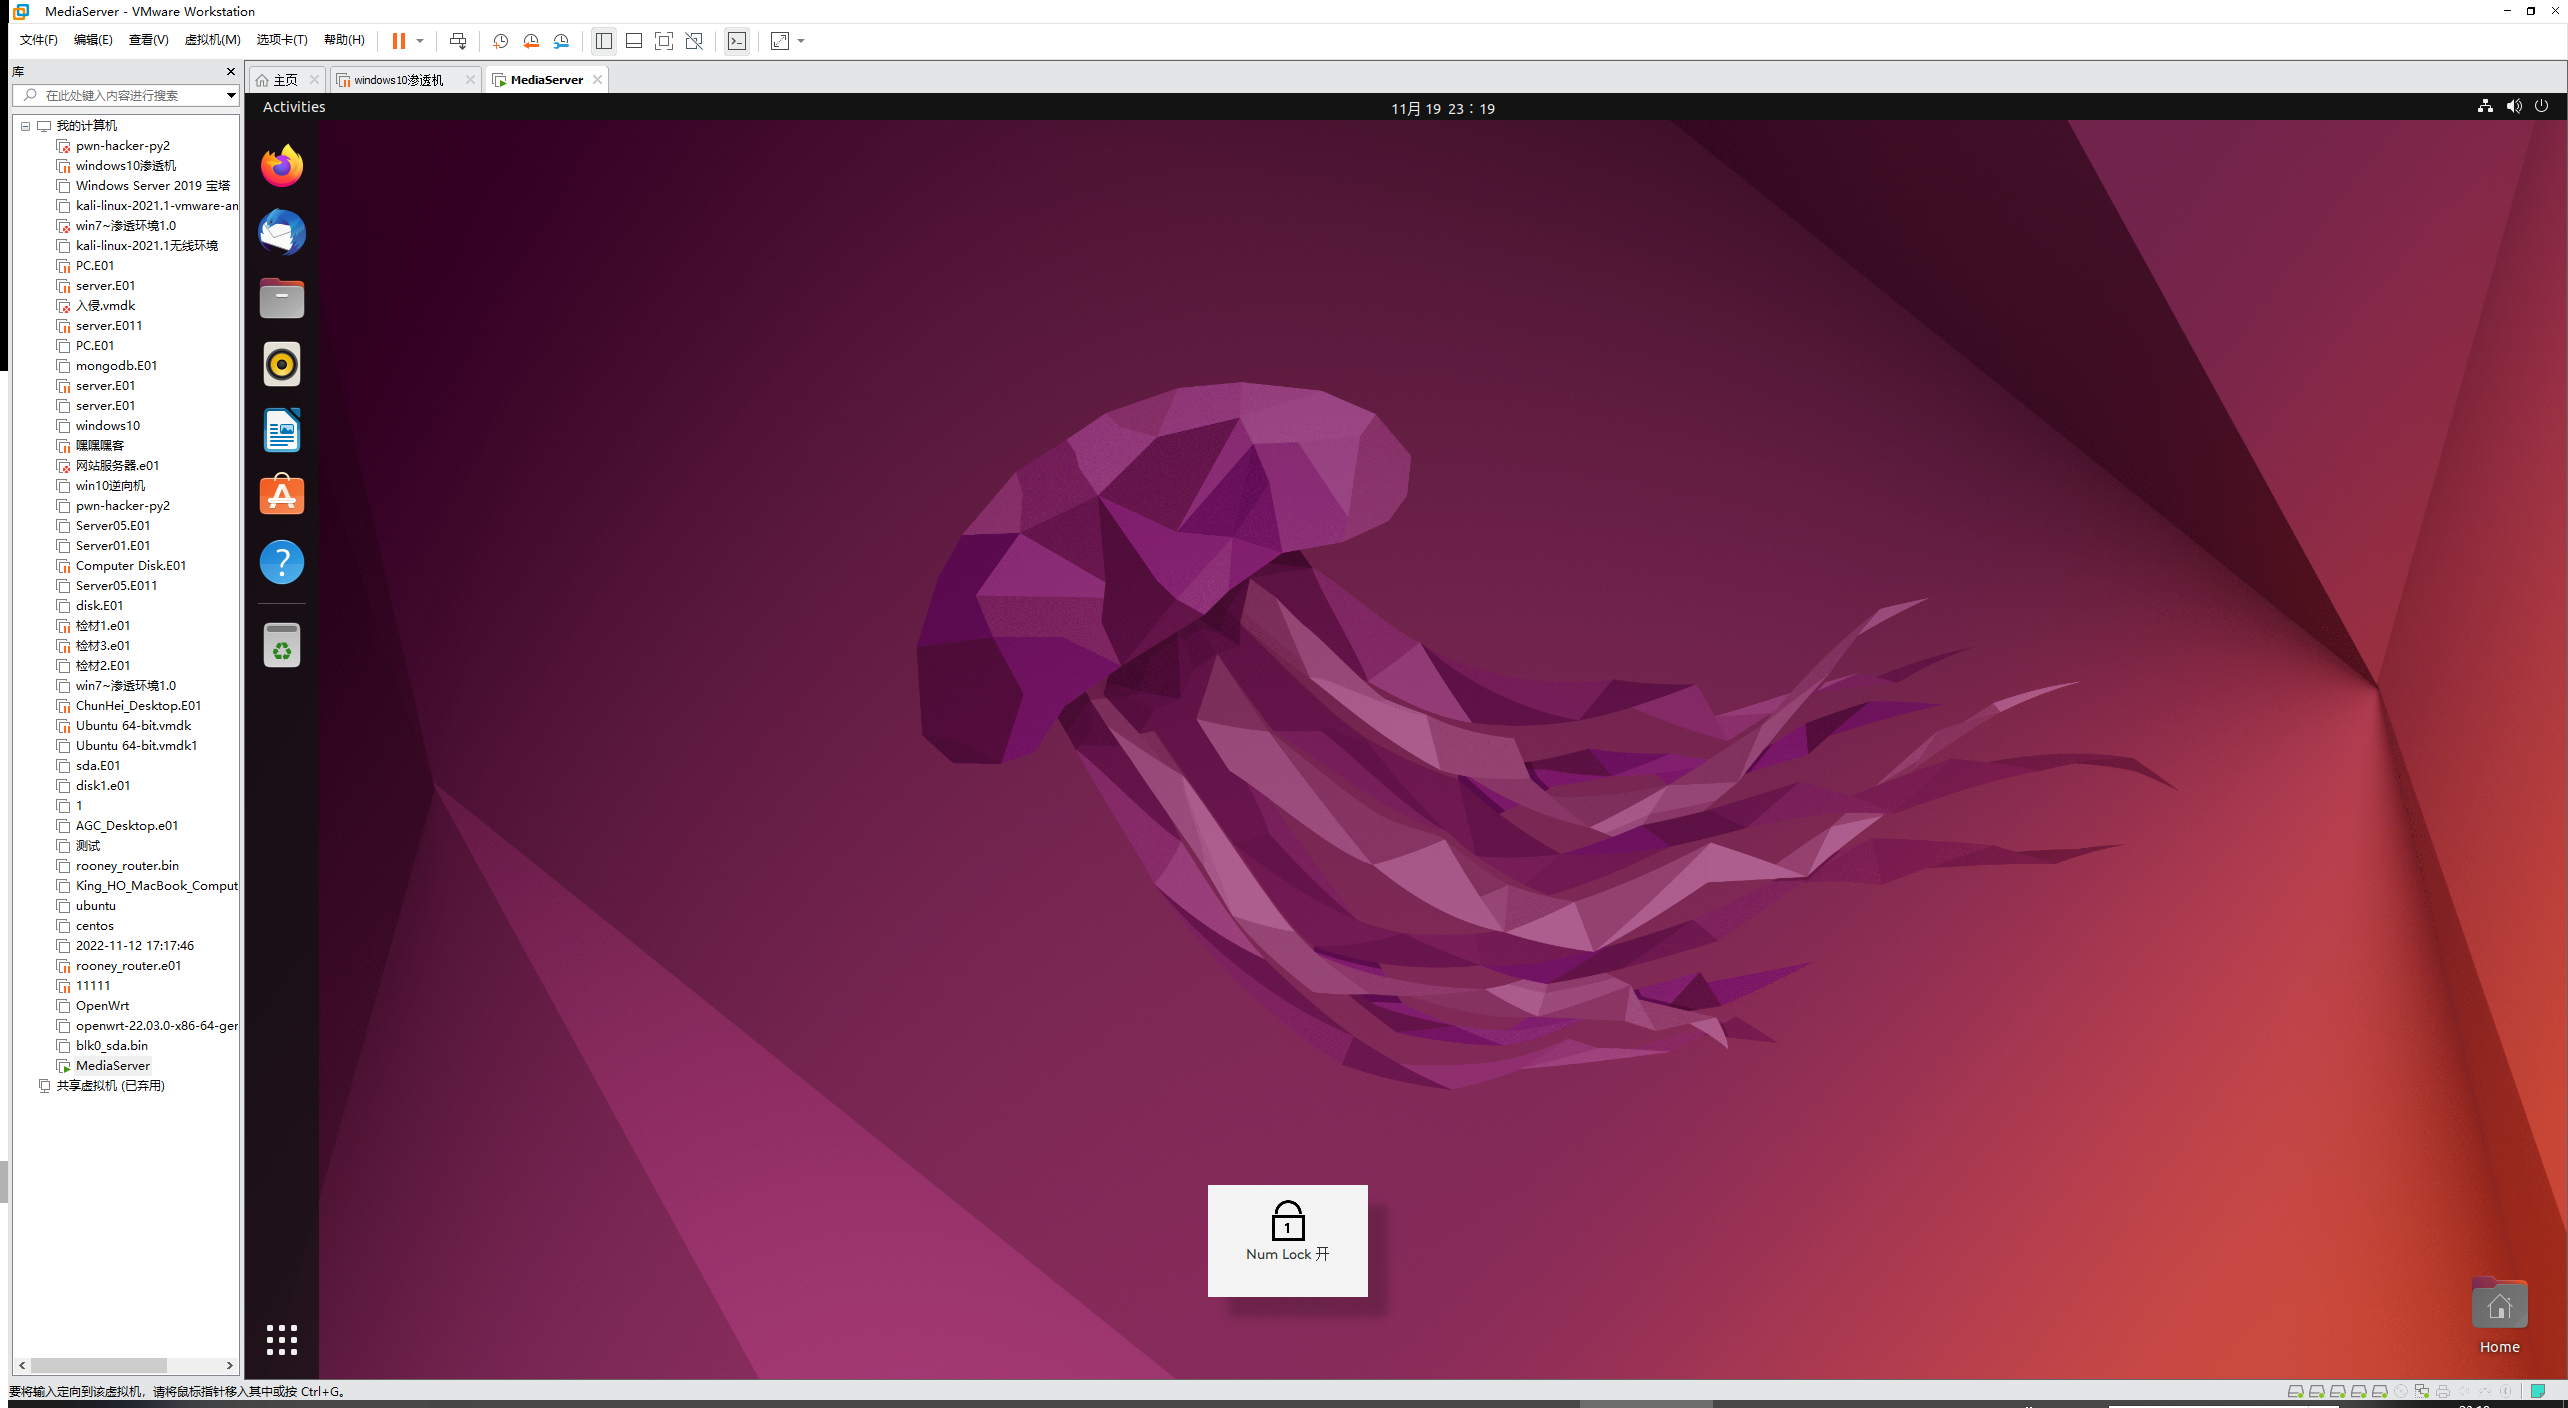 MediaServer - VMware Workstation
文件(F) 编辑(E) 查看(V) 虚拟机(M) 选项卡(T) 帮助(H)
库
在此处键入内容进行搜索
主页
windows10渗透机
MediaServer
Activities
11月 19 23：19
我的计算机
pwn-hacker-py2
windows10渗透机
Windows Server 2019 宝塔
kali-linux-2021.1-vmware-an
win7~渗透环境1.0
kali-linux-2021.1无线环境
PC.E01
server.E01
入侵.vmdk
server.E011
PC.E01
mongodb.E01
server.E01
server.E01
windows10
嘿嘿嘿客
网站服务器.e01
win10逆向机
pwn-hacker-py2
Server05.E01
Server01.E01
Computer Disk.E01
Server05.E011
disk.E01
检材1.e01
检材3.e01
检材2.E01
win7~渗透环境1.0
ChunHei_Desktop.E01
Ubuntu 64-bit.vmdk
Ubuntu 64-bit.vmdk1
sda.E01
disk1.e01
1
AGC_Desktop.e01
测试
rooney_router.bin
King_HO_MacBook_Comput
ubuntu
centos
2022-11-12 17:17:46
rooney_router.e01
11111
OpenWrt
openwrt-22.03.0-x86-64-ger
blk0_sda.bin
MediaServer
共享虚拟机 (已弃用)
1
Num Lock 开
Home
要将输入定向到该虚拟机，请将鼠标指针移入其中或按 Ctrl+G。